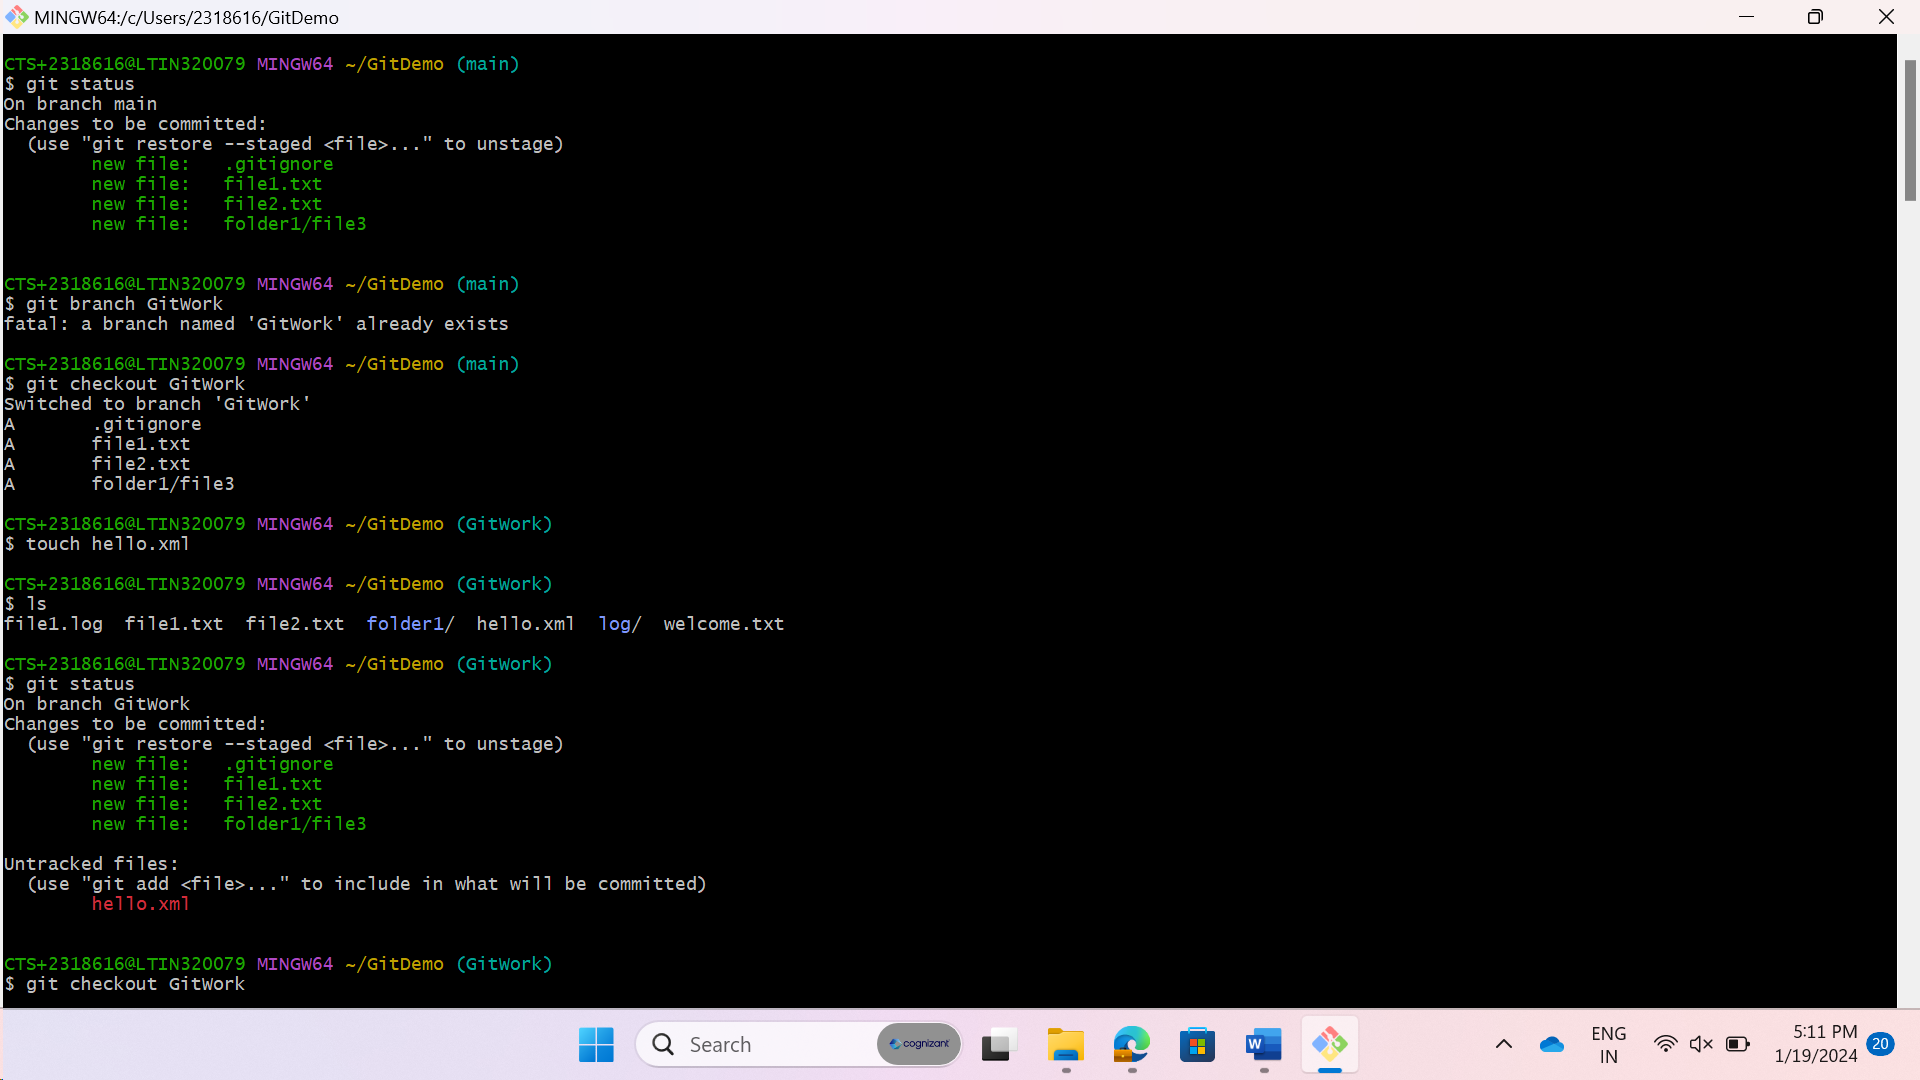 MINGW64:/c/Users/2318616/GitDemo
CTS+2318616@LTIN320079 MINGW64 ~/GitDemo (main)
$ git status
On branch main
Changes to be committed:
  (use "git restore --staged <file>..." to unstage)
        new file:   .gitignore
        new file:   file1.txt
        new file:   file2.txt
        new file:   folder1/file3
CTS+2318616@LTIN320079 MINGW64 ~/GitDemo (main)
$ git branch GitWork
fatal: a branch named 'GitWork' already exists
CTS+2318616@LTIN320079 MINGW64 ~/GitDemo (main)
$ git checkout GitWork
Switched to branch 'GitWork'
A       .gitignore
A       file1.txt
A       file2.txt
A       folder1/file3
CTS+2318616@LTIN320079 MINGW64 ~/GitDemo (GitWork)
$ touch hello.xml
CTS+2318616@LTIN320079 MINGW64 ~/GitDemo (GitWork)
$ ls
file1.log  file1.txt  file2.txt  folder1/  hello.xml  log/  welcome.txt
CTS+2318616@LTIN320079 MINGW64 ~/GitDemo (GitWork)
$ git status
On branch GitWork
Changes to be committed:
  (use "git restore --staged <file>..." to unstage)
        new file:   .gitignore
        new file:   file1.txt
        new file:   file2.txt
        new file:   folder1/file3
Untracked files:
  (use "git add <file>..." to include in what will be committed)
        hello.xml
CTS+2318616@LTIN320079 MINGW64 ~/GitDemo (GitWork)
$ git checkout GitWork
Search
cognizant
W
ENG
IN
5:11 PM
1/19/2024
20